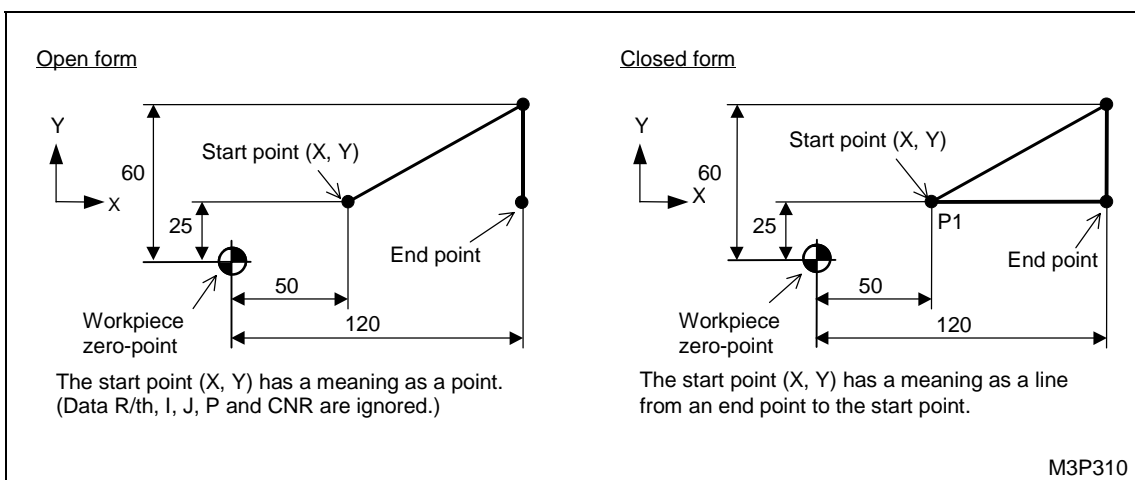 Open form
Y
60
X
25
Start point (X, Y)
End point
50
120
Workpiece
zero-point
The start point (X, Y) has a meaning as a point.
(Data R/th, I, J, P and CNR are ignored.)
Closed form
Y
60
X
25
Start point (X, Y)
P1
End point
50
120
Workpiece
zero-point
The start point (X, Y) has a meaning as a line
from an end point to the start point.
M3P310